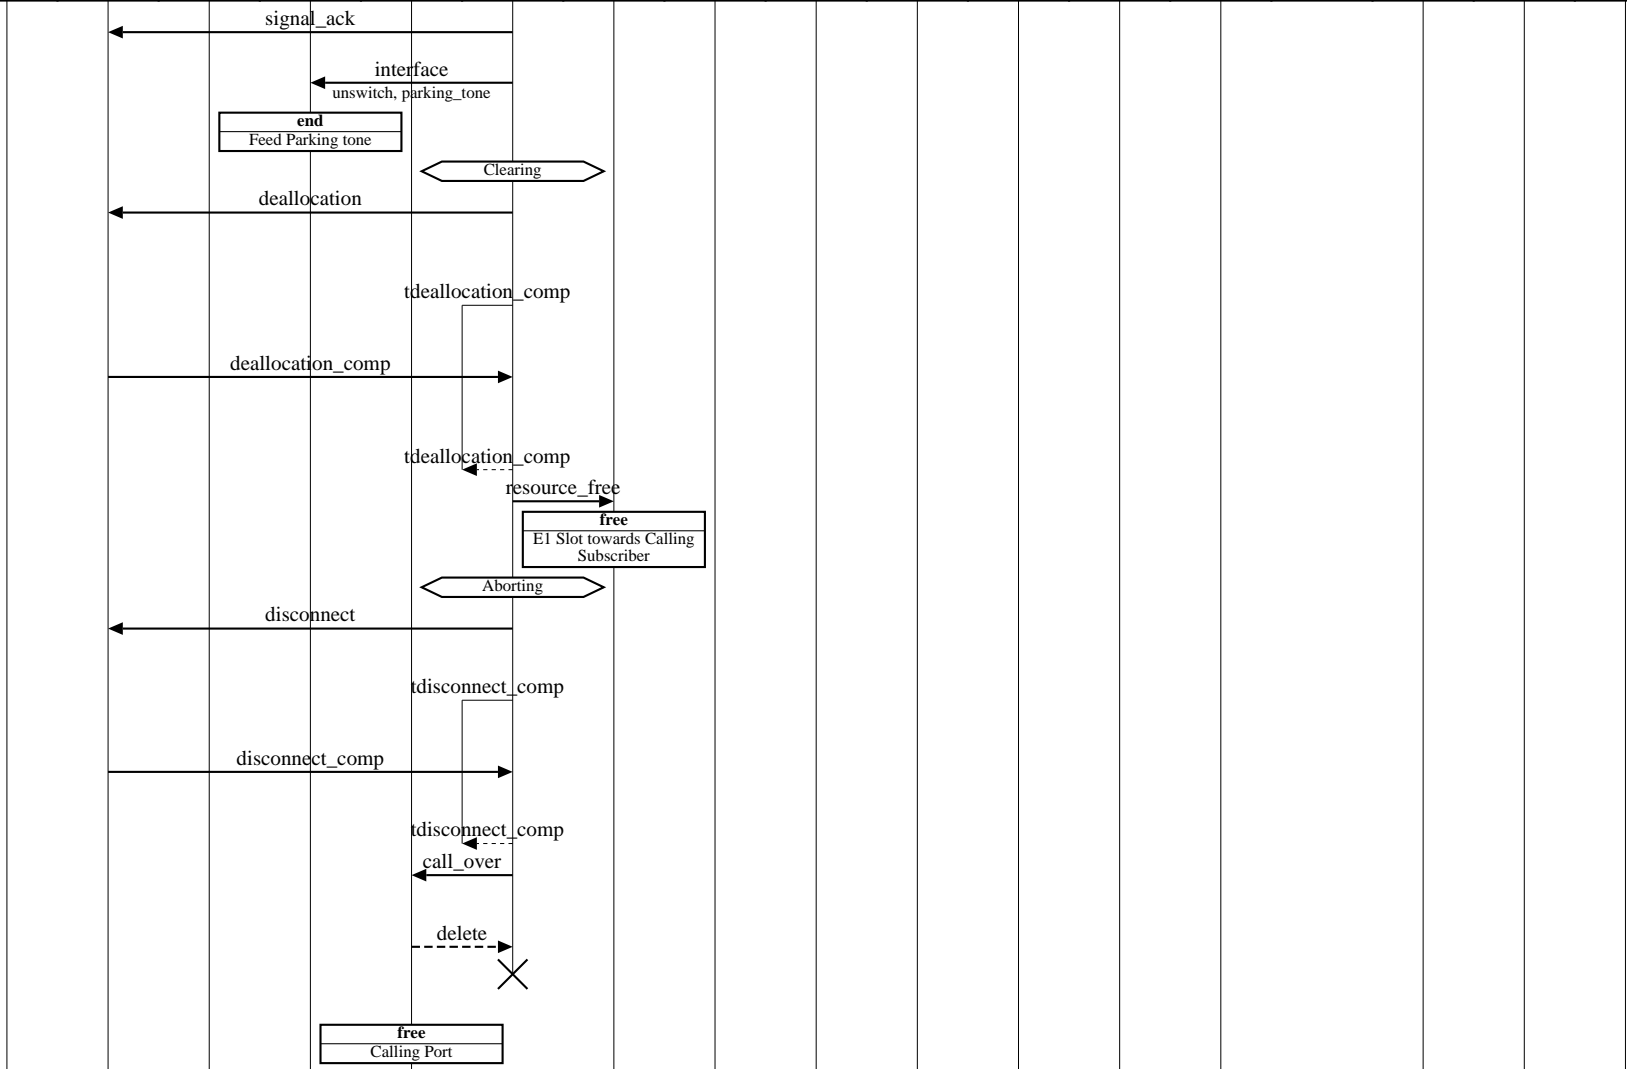 signal_ack
interface
unswitch, parking_tone
end
Feed Parking tone
Clearing
deallocation
tdeallocation_comp
deallocation_comp
tdeallocation_comp
resource_free
free
E1 Slot towards Calling
Subscriber
Aborting
disconnect
tdisconnect_comp
disconnect_comp
tdisconnect_comp
call_over
delete
free
Calling Port